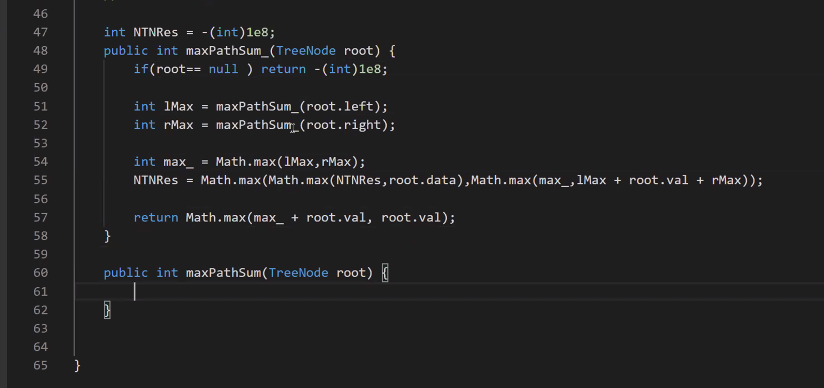 46
47 int NTNRes = -(int)1e8;
48 public int maxPathSum_(TreeNode root) {
49 if(root== null ) return -(int)1e8;
50
51 int lMax = maxPathSum_(root.left);
52 int rMax = maxPathSum_(root.right);
53
54 int max_ = Math.max(lMax,rMax);
55 NTNRes = Math.max(Math.max(NTNRes,root.data),Math.max(max_,lMax + root.val + rMax));
56
57 return Math.max(max_ + root.val, root.val);
58 }
59
60 public int maxPathSum(TreeNode root) {
61
62 }
63
64
65 }